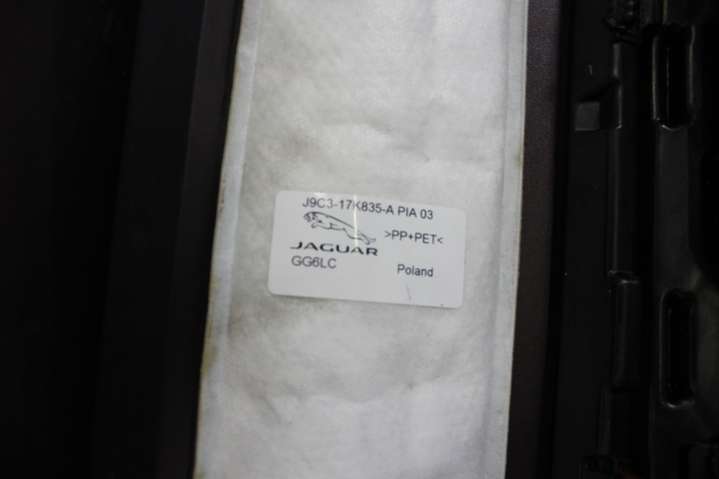 J9C3-17K835-A PIA 03
>PP+PET<
JAGUAR
GG6LC Poland